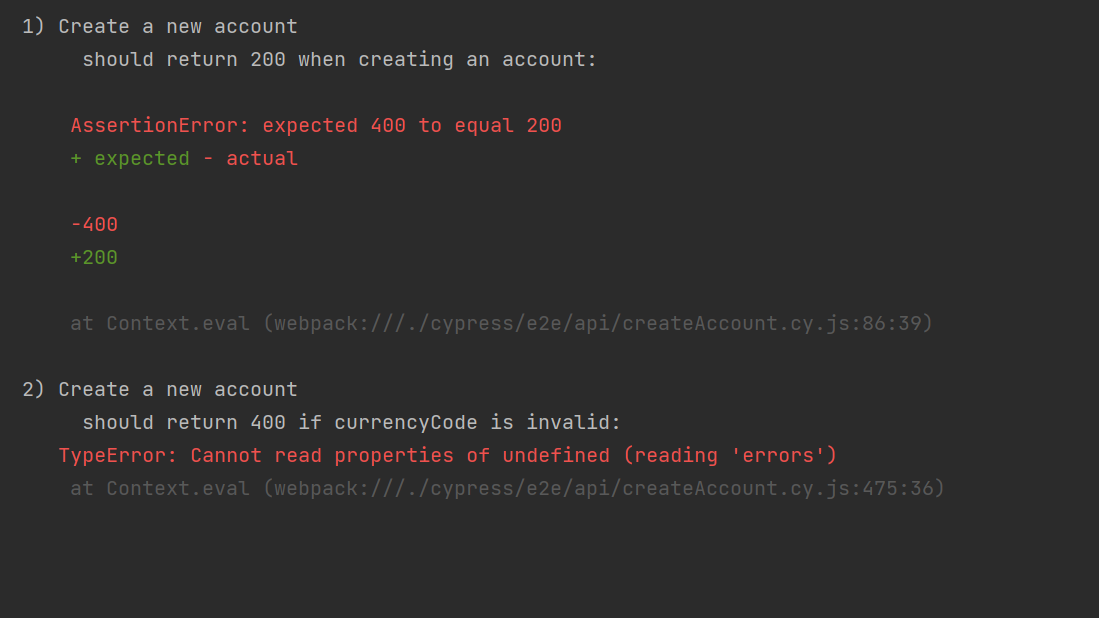 1) Create a new account
should return 200 when creating an account:
AssertionError: expected 400 to equal 200
+ expected - actual
-400
+200
at Context.eval (webpack:///./cypress/e2e/api/createAccount.cy.js:86:39)
2) Create a new account
should return 400 if currencyCode is invalid:
TypeError: Cannot read properties of undefined (reading 'errors')
at Context.eval (webpack:///./cypress/e2e/api/createAccount.cy.js:475:36)